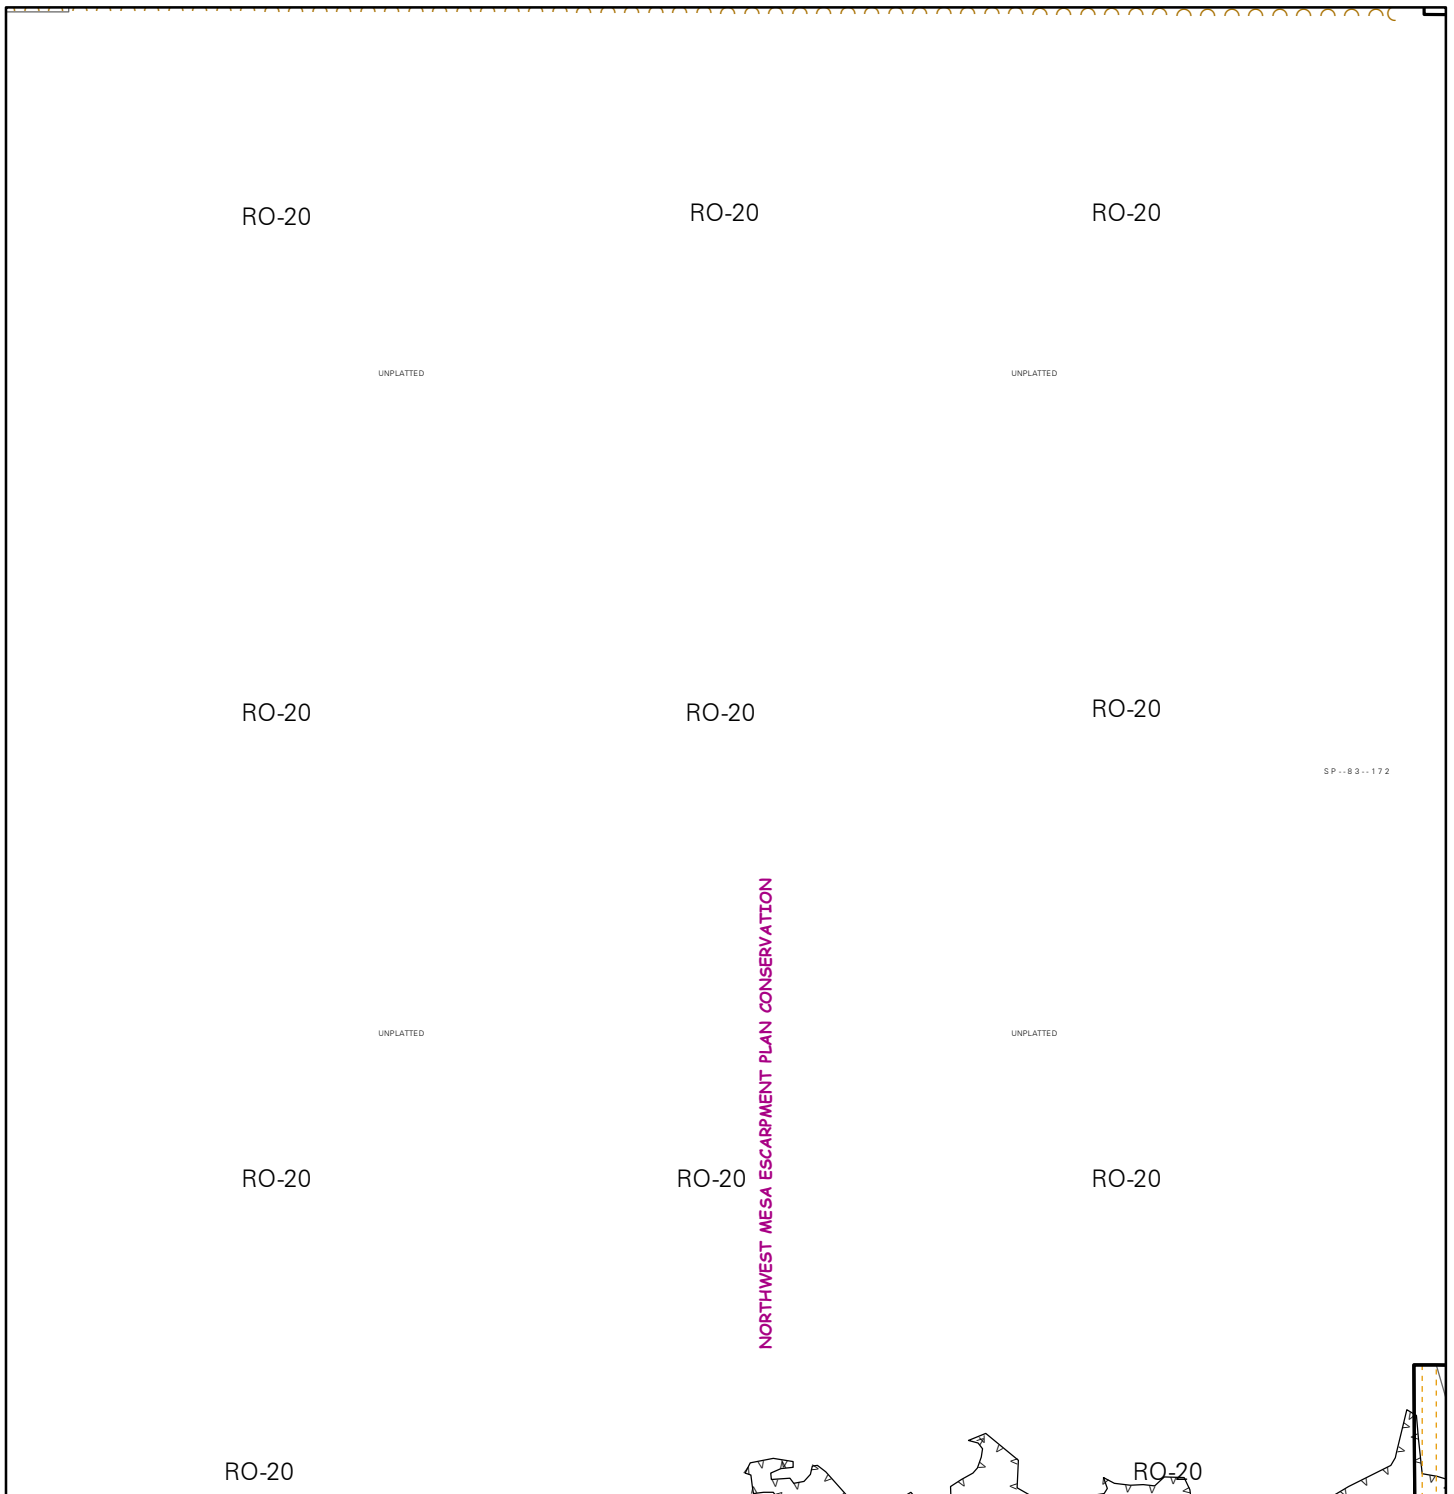 RO-20 RO-20 RO-20
UNPLATTED UNPLATTED
RO-20 RO-20 RO-20
SP--83--172
NORTHWEST MESA ESCARPMENT PLAN CONSERVATION
UNPLATTED UNPLATTED
RO-20 RO-20 RO-20
RO-20 RO-20